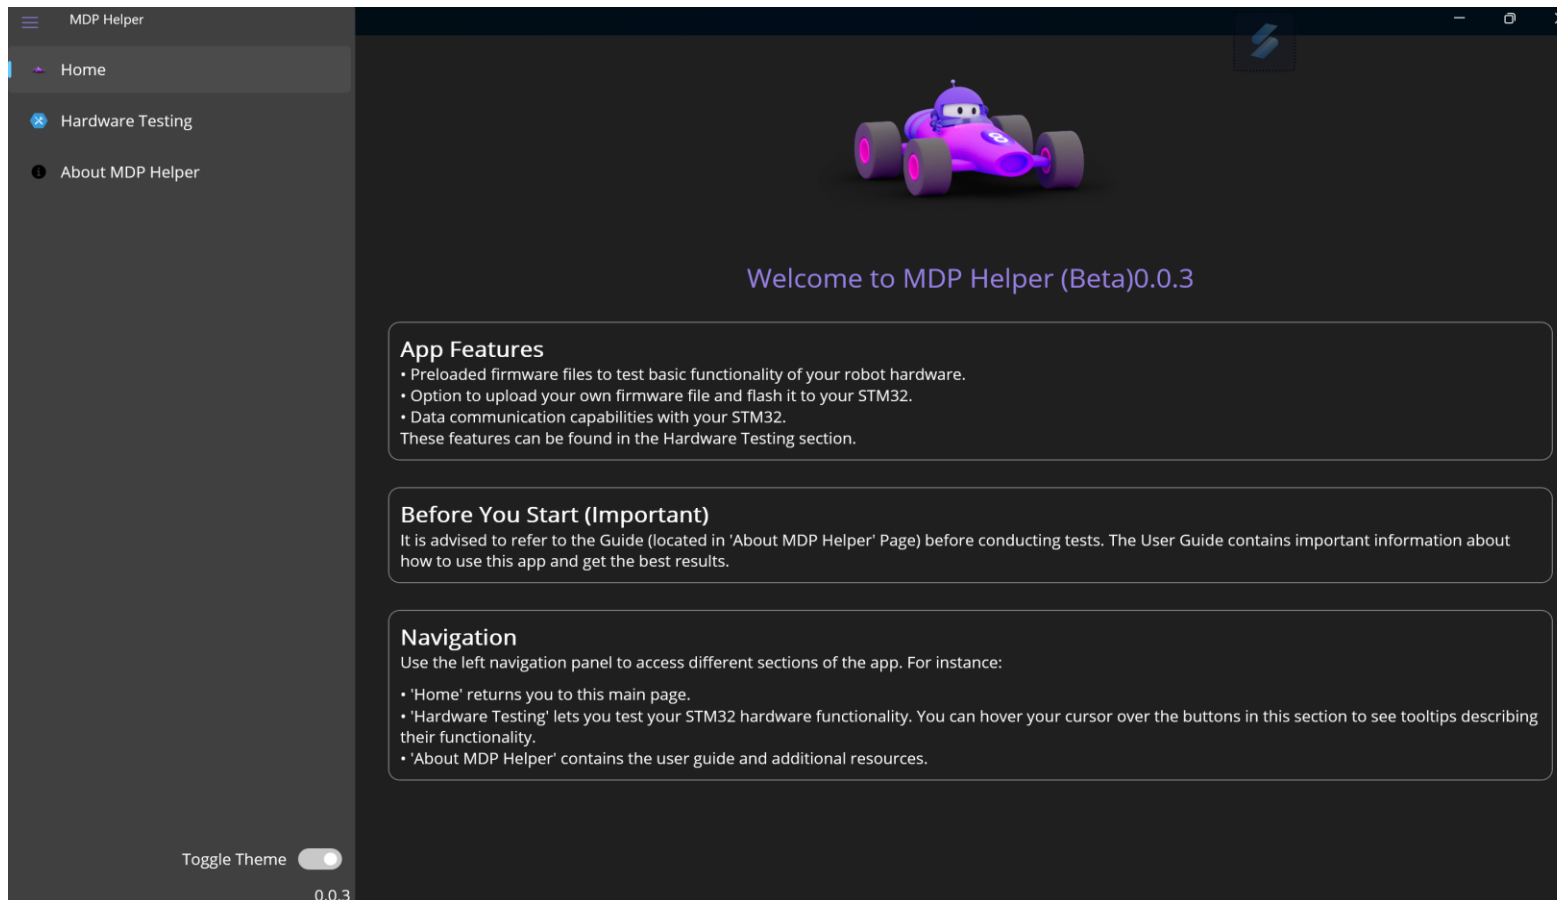 MDP Helper
Home
Hardware Testing
About MDP Helper
Toggle Theme
0.0.3
8
Welcome to MDP Helper (Beta)0.0.3
App Features
• Preloaded firmware files to test basic functionality of your robot hardware.
• Option to upload your own firmware file and flash it to your STM32.
• Data communication capabilities with your STM32.
These features can be found in the Hardware Testing section.
Before You Start (Important)
It is advised to refer to the Guide (located in 'About MDP Helper' Page) before conducting tests. The User Guide contains important information about
how to use this app and get the best results.
Navigation
Use the left navigation panel to access different sections of the app. For instance:
• 'Home' returns you to this main page.
• 'Hardware Testing' lets you test your STM32 hardware functionality. You can hover your cursor over the buttons in this section to see tooltips describing
their functionality.
• 'About MDP Helper' contains the user guide and additional resources.